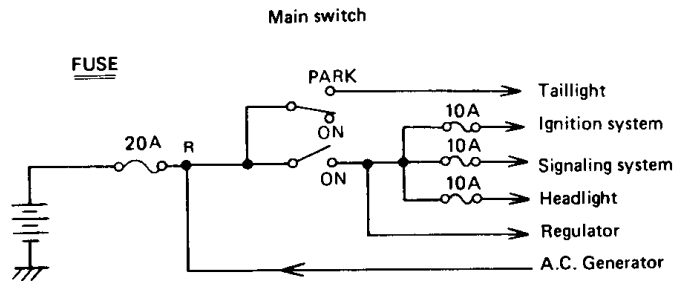 Main switch
FUSE
PARK
Taillight
10A
Ignition system
ON
20A
R
10A
Signaling system
ON
10A
Headlight
Regulator
A.C. Generator